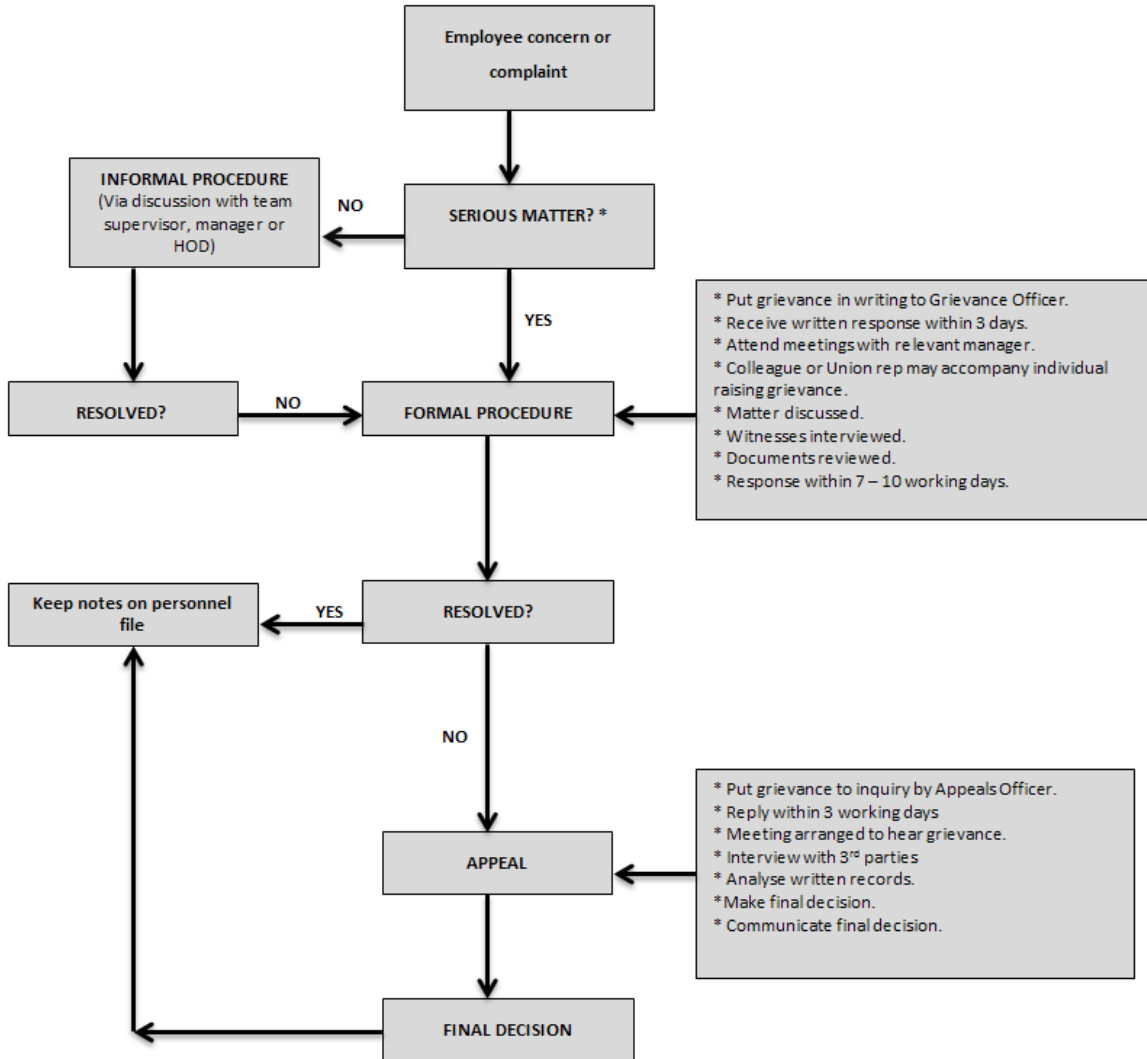 Employee concern or
complaint
INFORMAL PROCEDURE
(Via discussion with team
supervisor, manager or
HOD)
NO
SERIOUS MATTER? *
YES
* Put grievance in writing to Grievance Officer.
* Receive written response within 3 days.
* Attend meetings with relevant manager.
* Colleague or Union rep may accompany individual
raising grievance.
* Matter discussed.
* Witnesses interviewed.
* Documents reviewed.
* Response within 7 – 10 working days.
RESOLVED?
NO
FORMAL PROCEDURE
Keep notes on personnel
file
YES
RESOLVED?
NO
* Put grievance to inquiry by Appeals Officer.
* Reply within 3 working days
* Meeting arranged to hear grievance.
* Interview with 3rd parties
* Analyse written records.
*Make final decision.
* Communicate final decision.
APPEAL
FINAL DECISION